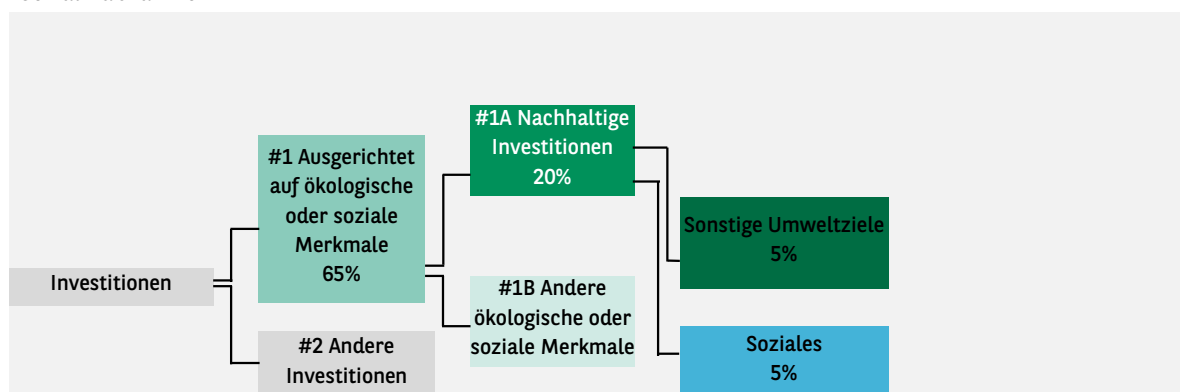 Investitionen
#1 Ausgerichtet
auf ökologische
oder soziale
Merkmale
65%
#2 Andere
Investitionen
#1A Nachhaltige
Investitionen
20%
#1B Andere
ökologische oder
soziale Merkmale
Sonstige Umweltziele
5%
Soziales
5%